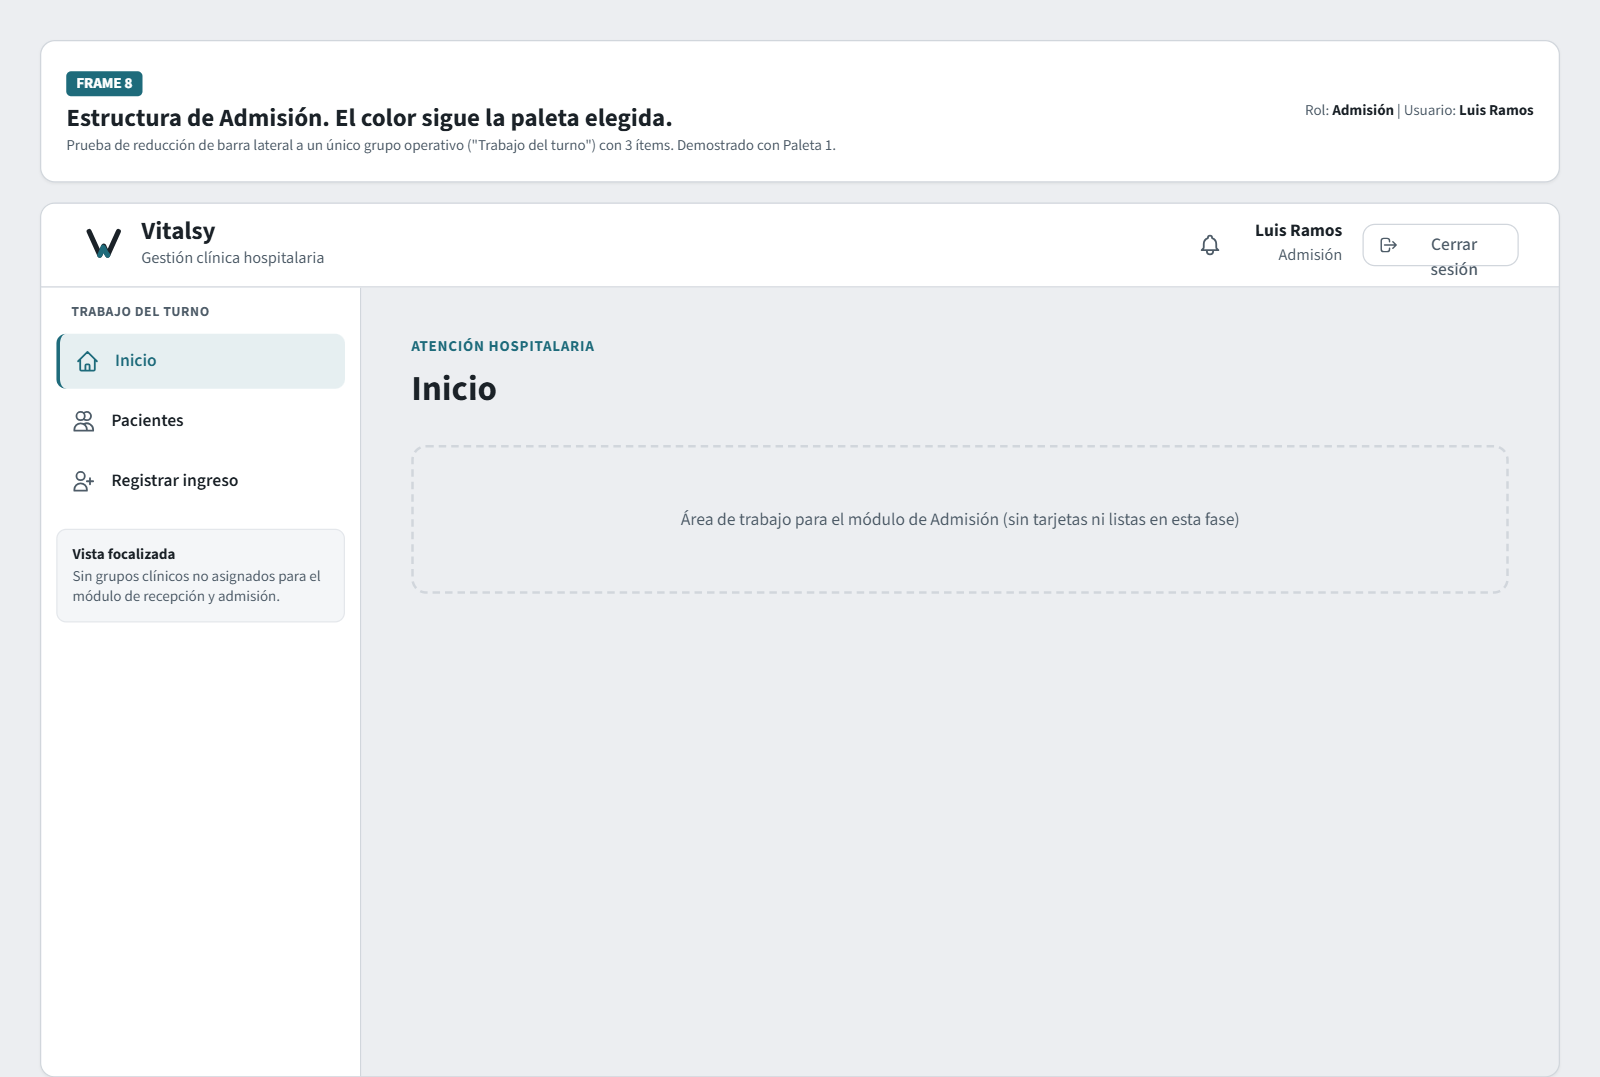 FRAME 8
Estructura de Admisión. El color sigue la paleta elegida.
Prueba de reducción de barra lateral a un único grupo operativo ("Trabajo del turno") con 3 ítems. Demostrado con Paleta 1.
Rol: Admisión | Usuario: Luis Ramos
Vitalsy
Gestión clínica hospitalaria
Luis Ramos
Admisión
Cerrar
sesión
TRABAJO DEL TURNO
Inicio
Pacientes
Registrar ingreso
Vista focalizada
Sin grupos clínicos no asignados para el
módulo de recepción y admisión.
ATENCIÓN HOSPITALARIA
Inicio
Área de trabajo para el módulo de Admisión (sin tarjetas ni listas en esta fase)